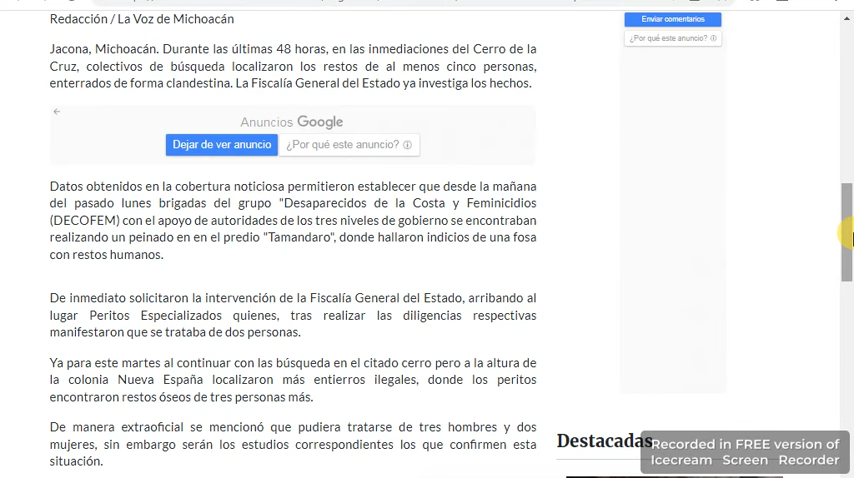 Redacción / La Voz de Michoacán
Enviar comentarios
¿Por qué este anuncio? ⓘ
Jacona, Michoacán. Durante las últimas 48 horas, en las inmediaciones del Cerro de la
Cruz, colectivos de búsqueda localizaron los restos de al menos cinco personas,
enterrados de forma clandestina. La Fiscalía General del Estado ya investiga los hechos.
Anuncios Google
Dejar de ver anuncio ¿Por qué este anuncio? ⓘ
Datos obtenidos en la cobertura noticiosa permitieron establecer que desde la mañana
del pasado lunes brigadas del grupo "Desaparecidos de la Costa y Feminicidios
(DECOFEM) con el apoyo de autoridades de los tres niveles de gobierno se encontraban
realizando un peinado en en el predio "Tamandaro", donde hallaron indicios de una fosa
con restos humanos.
De inmediato solicitaron la intervención de la Fiscalía General del Estado, arribando al
lugar Peritos Especializados quienes, tras realizar las diligencias respectivas
manifestaron que se trataba de dos personas.
Ya para este martes al continuar con las búsqueda en el citado cerro pero a la altura de
la colonia Nueva España localizaron más entierros ilegales, donde los peritos
encontraron restos óseos de tres personas más.
De manera extraoficial se mencionó que pudiera tratarse de tres hombres y dos
mujeres, sin embargo serán los estudios correspondientes los que confirmen esta
situación.
Destacadas
Recorded in FREE version of
Icecream Screen Recorder